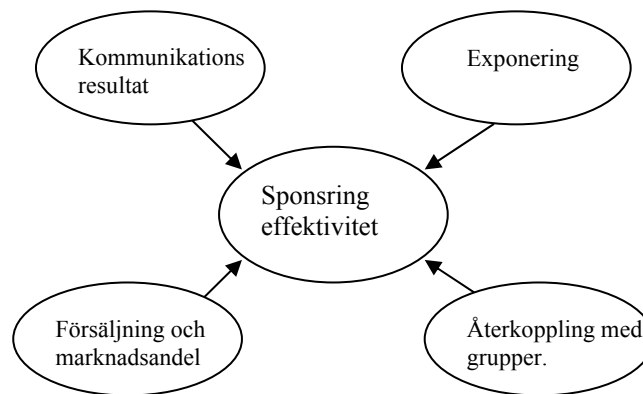 Kommunikations
resultat
Exponering
Sponsring
effektivitet
Försäljning och
marknadsandel
Återkoppling med
grupper.